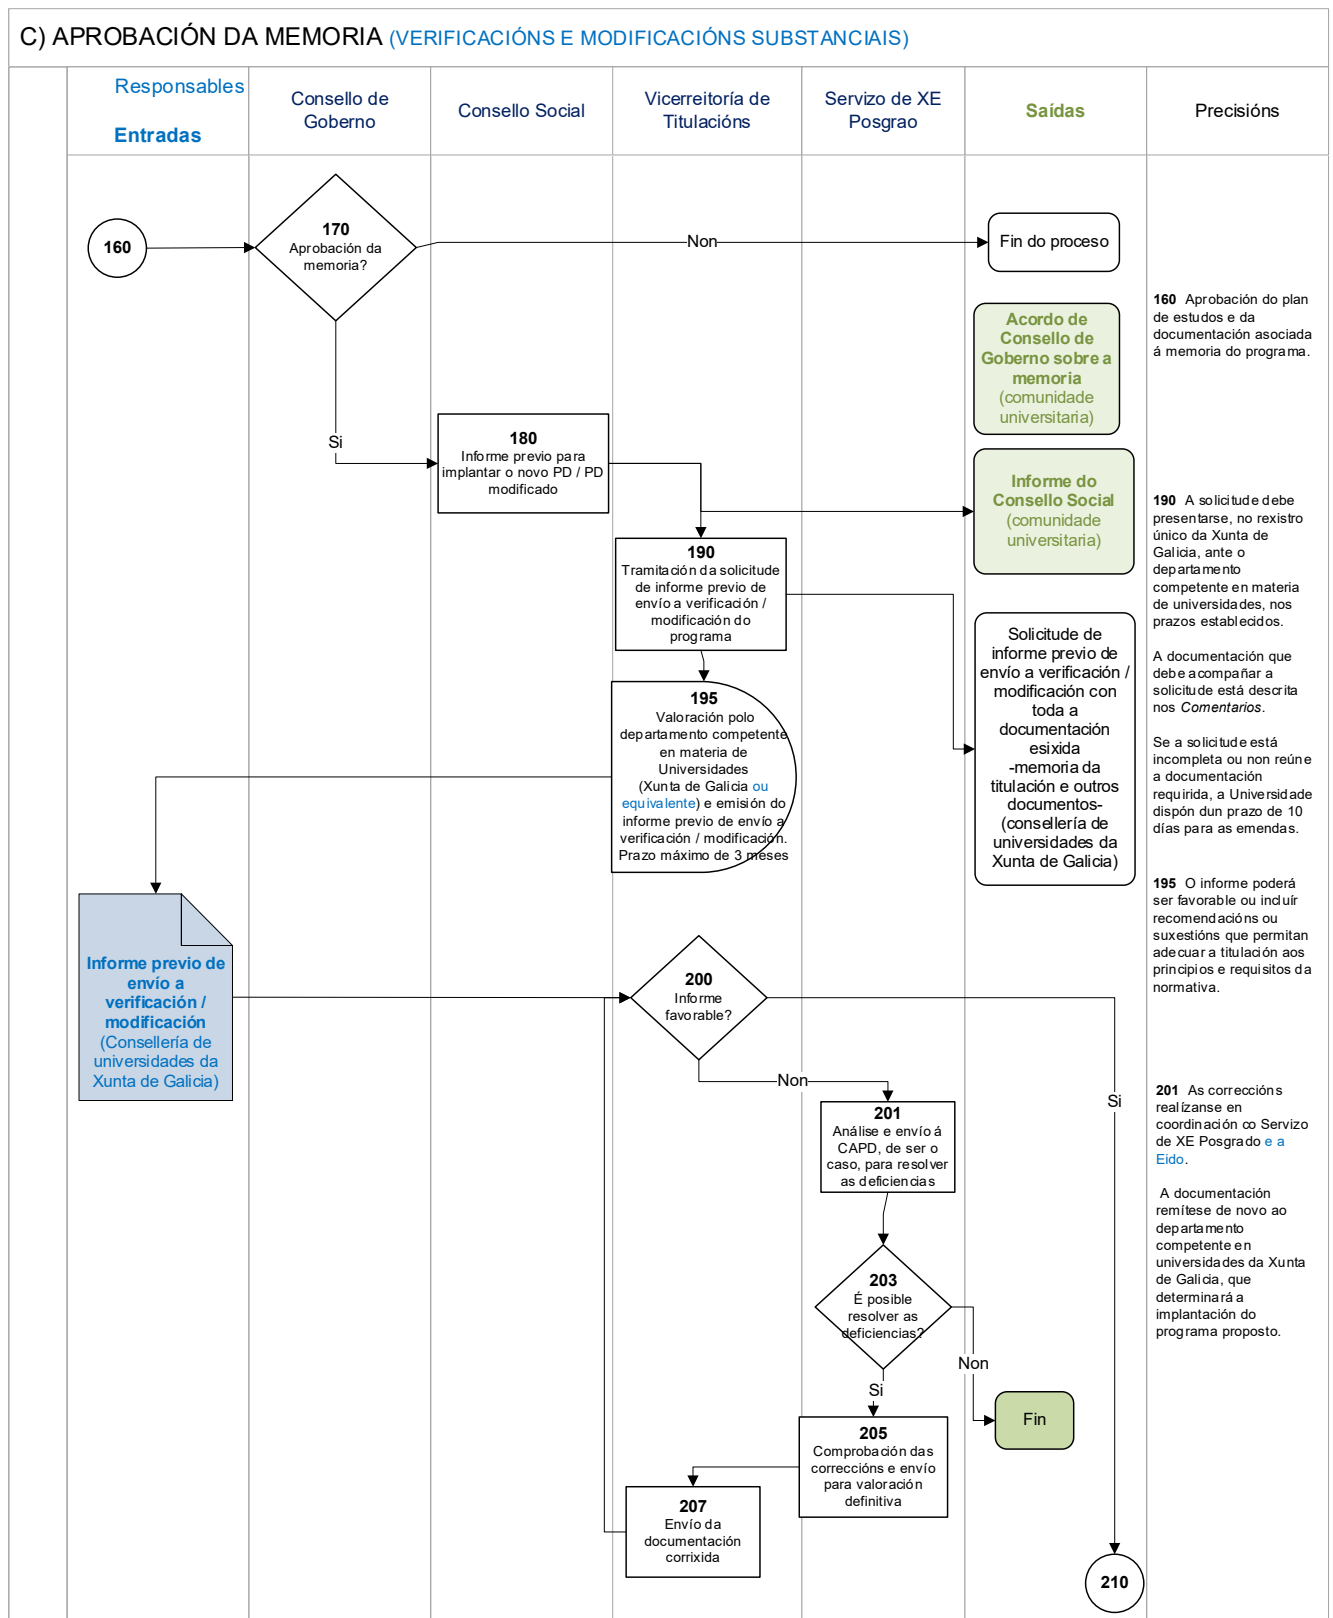 C) APROBACIÓN DA MEMORIA (VERIFICACIÓNS E MODIFICACIÓNS SUBSTANCIAIS)
Responsables
Entradas
Consello de
Goberno
Consello Social
Vicerreitoría de
Titulacións
Servizo de XE
Posgrao
Saídas
Precisións
160
170
Aprobación da
memoria?
Non
Fin do proceso
Acordo de
Consello de
Goberno sobre a
memoria
(comunidade
universitaria)
160 Aprobación do plan
de estudos e da
documentación asociada
á memoria do programa.
Si
180
Informe previo para
implantar o novo PD / PD
modificado
Informe do
Consello Social
(comunidade
universitaria)
190
Tramitación da solicitude
de informe previo de
envío a verificación /
modificación do
programa
190 A solicitude debe
presentarse, no rexistro
único da Xunta de
Galicia, ante o
departamento
competente en materia
de universidades, nos
prazos establecidos.
A documentación que
debe acompañar a
solicitude está descrita
nos Comentarios.
Se a solicitude está
incompleta ou non reúne
a documentación
requirida, a Universidade
dispón dun prazo de 10
días para as emendas.
Solicitude de
informe previo de
envío a verificación /
modificación con
toda a
documentación
esixida
-memoria da
titulación e outros
documentos-
(consellería de
universidades da
Xunta de Galicia)
195
Valoración polo
departamento competente
en materia de
Universidades
(Xunta de Galicia ou
equivalente) e emisión do
informe previo de envío a
verificación / modificación.
Prazo máximo de 3 meses
195 O informe poderá
ser favorable ou incluír
recomendacións ou
suxestións que permitan
adecuar a titulación aos
principios e requisitos da
normativa.
Informe previo de
envío a
verificación /
modificación
(Consellería de
universidades da
Xunta de Galicia)
200
Informe
favorable?
Non
Si
201
Análise e envío á
CAPD, de ser o
caso, para resolver
as deficiencias
201 As correccións
realízanse en
coordinación co Servizo
de XE Posgrado e a
Eido.
A documentación
remítese de novo ao
departamento
competente en
universidades da Xunta
de Galicia, que
determinará a
implantación do
programa proposto.
203
É posible
resolver as
deficiencias?
Non
Si
Fin
205
Comprobación das
correccións e envío
para valoración
definitiva
207
Envío da
documentación
corrixida
210